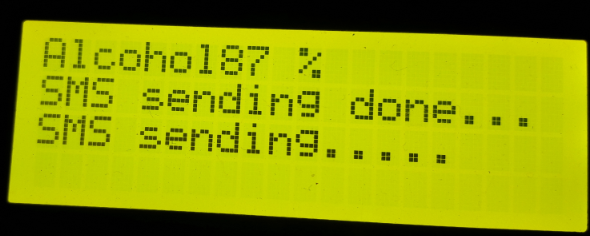 Alcohol87 %
SMS sending done...
SMS sending.....